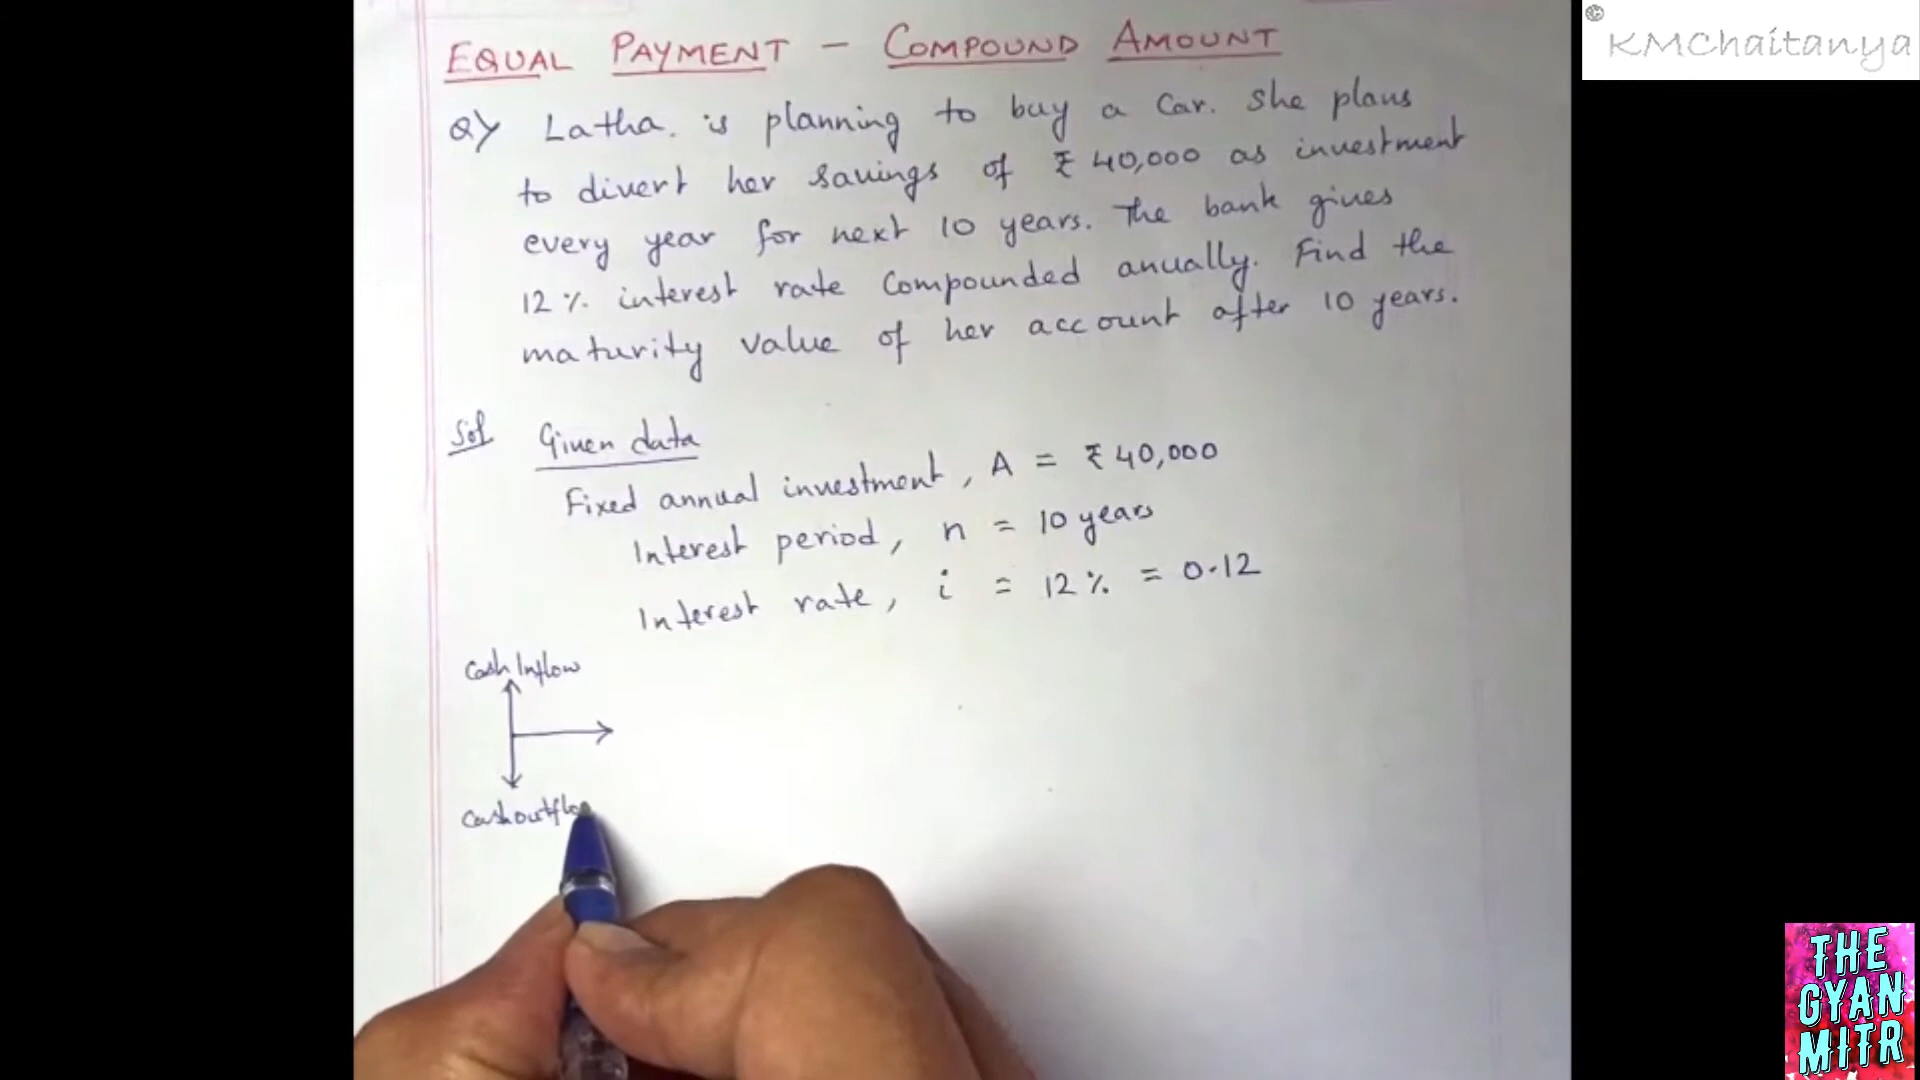 EQUAL PAYMENT - COMPOUND AMOUNT
Q) Latha. is planning to buy a Car. She plans
to divert her savings of ₹ 40,000 as investment
every year for next 10 years. The bank gives
12 % interest rate compounded anually. Find the
maturity value of her account after 10 years.
Sol Given data
Fixed annual investment, A = ₹ 40,000
Interest period, n = 10 years
Interest rate, i = 12 % = 0.12
Cash Inflow
Cash outflo
KMChaitanya
THE
GYAN
MITR